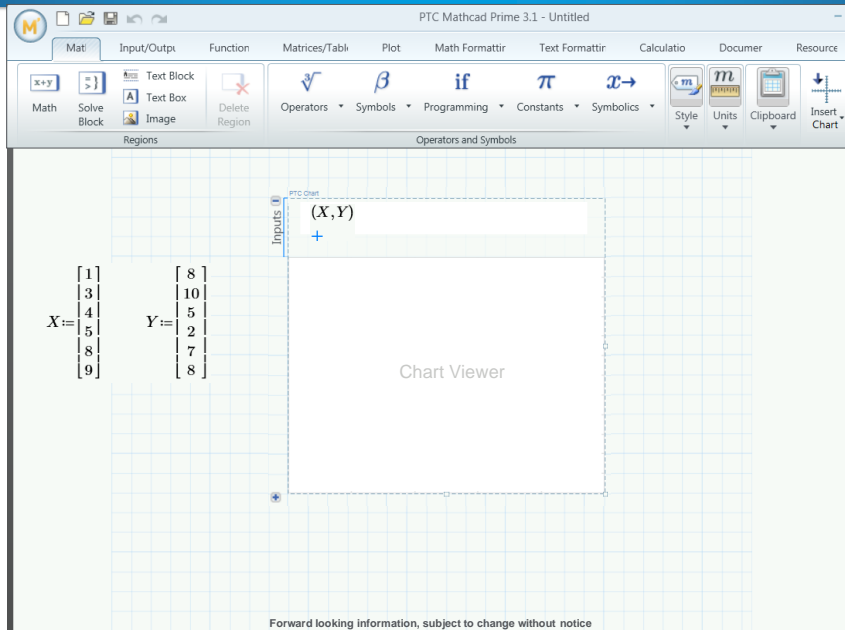 PTC Mathcad Prime 3.1 - Untitled
Mat Input/Outpu Function Matrices/Tabl Plot Math Formattir Text Formattir Calculatio Documer Resource
x+y Math
Solve Block
Text Block
A Text Box
Image
Delete Region
Regions
Operators
β Symbols
if Programming
π Constants
x→ Symbolics
Operators and Symbols
m Style
m Units
Clipboard
Insert Chart
PTC Chart
Inputs
(X,Y)
+
X:=
1
3
4
5
8
9
Y:=
8
10
5
2
7
8
Chart Viewer
Forward looking information, subject to change without notice